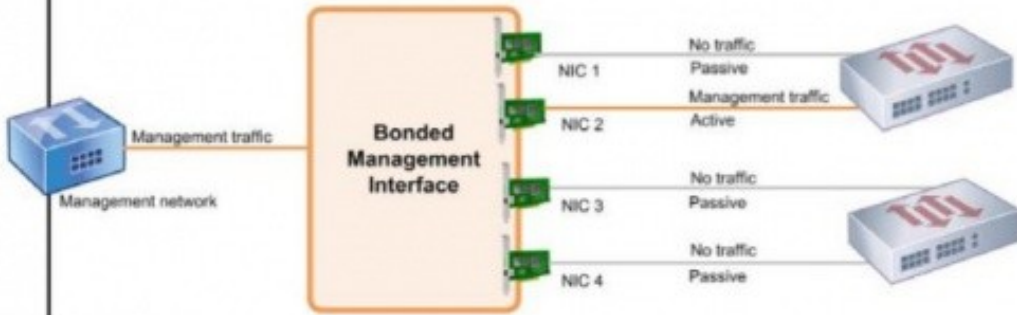 Management traffic
Management network
Bonded
Management
Interface
NIC 1
No traffic
Passive
NIC 2
Management traffic
Active
NIC 3
No traffic
Passive
NIC 4
No traffic
Passive